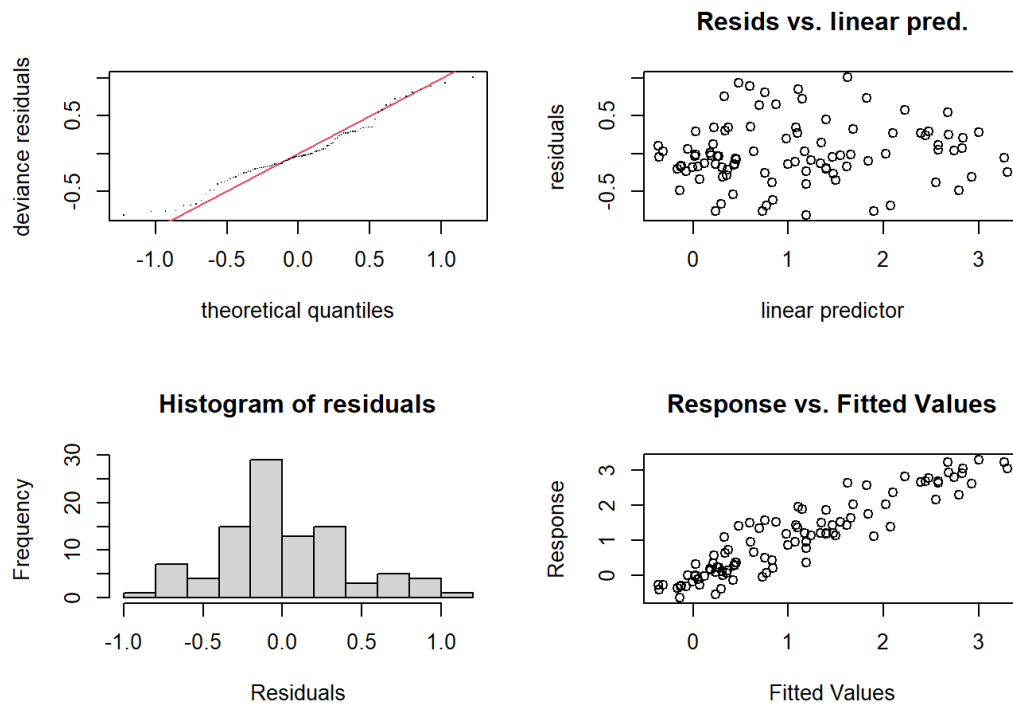 deviance residuals
-0.5
0.5
-1.0
-0.5
0.0
0.5
1.0
theoretical quantiles
Resids vs. linear pred.
residuals
-0.5
0.5
0
1
2
3
linear predictor
Histogram of residuals
Frequency
0
10
30
-1.0
-0.5
0.0
0.5
1.0
Residuals
Response vs. Fitted Values
Response
0
1
2
3
0
1
2
3
Fitted Values